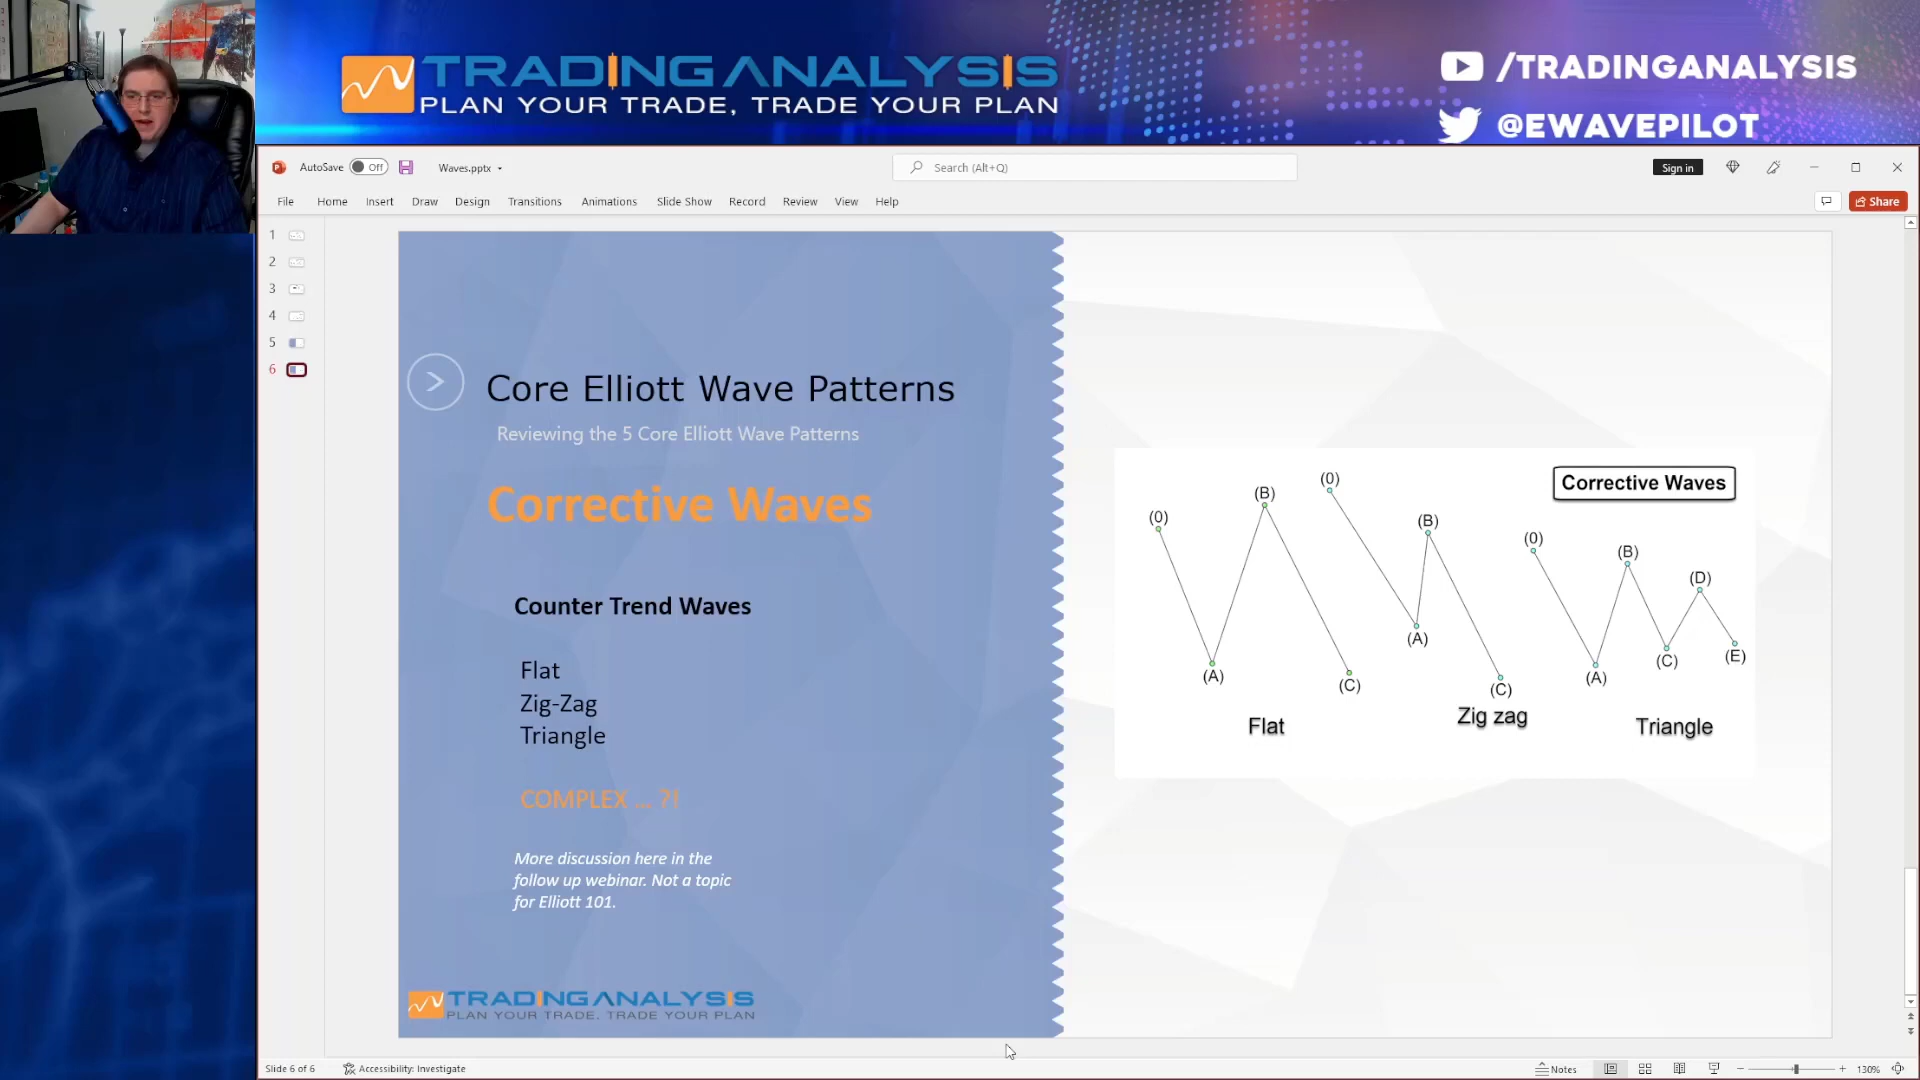 TRADINGANALYSIS
PLAN YOUR TRADE, TRADE YOUR PLAN
/TRADINGANALYSIS
@EWAVEPILOT
AutoSave Off Waves.pptx
Search (Alt+Q)
Sign in
File Home Insert Draw Design Transitions Animations Slide Show Record Review View Help
Share
1
2
3
4
5
6
Core Elliott Wave Patterns
Reviewing the 5 Core Elliott Wave Patterns
Corrective Waves
Counter Trend Waves
Flat
Zig-Zag
Triangle
COMPLEX ... ?!
More discussion here in the
follow up webinar. Not a topic
for Elliott 101.
TRADINGANALYSIS
PLAN YOUR TRADE. TRADE YOUR PLAN
Corrective Waves
(0)
(A)
(B)
(C)
Flat
(0)
(A)
(B)
(C)
Zig zag
(0)
(A)
(B)
(C)
(D)
(E)
Triangle
Slide 6 of 6 Accessibility: Investigate
Notes
130%